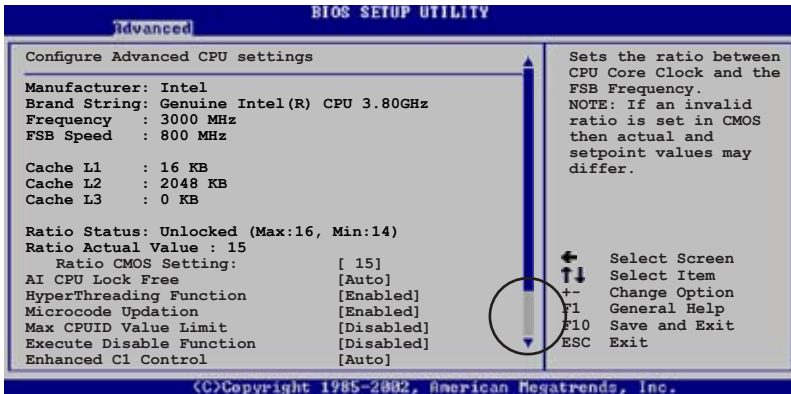 BIOS SETUP UTILITY
Advanced
Configure Advanced CPU settings
Manufacturer: Intel
Brand String: Genuine Intel(R) CPU 3.80GHz
Frequency : 3000 MHz
FSB Speed : 800 MHz
Cache L1 : 16 KB
Cache L2 : 2048 KB
Cache L3 : 0 KB
Ratio Status: Unlocked (Max:16, Min:14)
Ratio Actual Value : 15
Ratio CMOS Setting: [ 15]
AI CPU Lock Free [Auto]
HyperThreading Function [Enabled]
Microcode Updation [Enabled]
Max CPUID Value Limit [Disabled]
Execute Disable Function [Disabled]
Enhanced C1 Control [Auto]
Sets the ratio between
CPU Core Clock and the
FSB Frequency.
NOTE: If an invalid
ratio is set in CMOS
then actual and
setpoint values may
differ.
Select Screen
Select Item
+- Change Option
F1 General Help
F10 Save and Exit
ESC Exit
(C)Copyright 1985-2002, American Megatrends, Inc.